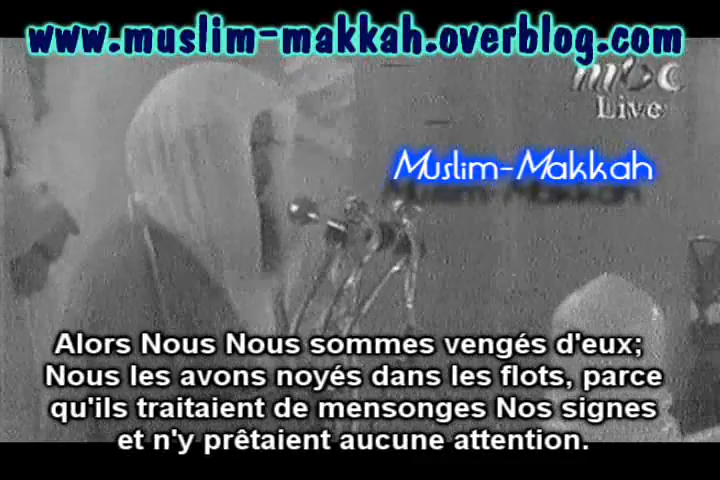 www.muslim-makkah.overblog.com
mbc
Live
Muslim-Makkah
Alors Nous Nous sommes vengés d'eux;
Nous les avons noyés dans les flots, parce
qu'ils traitaient de mensonges Nos signes
et n'y prêtaient aucune attention.